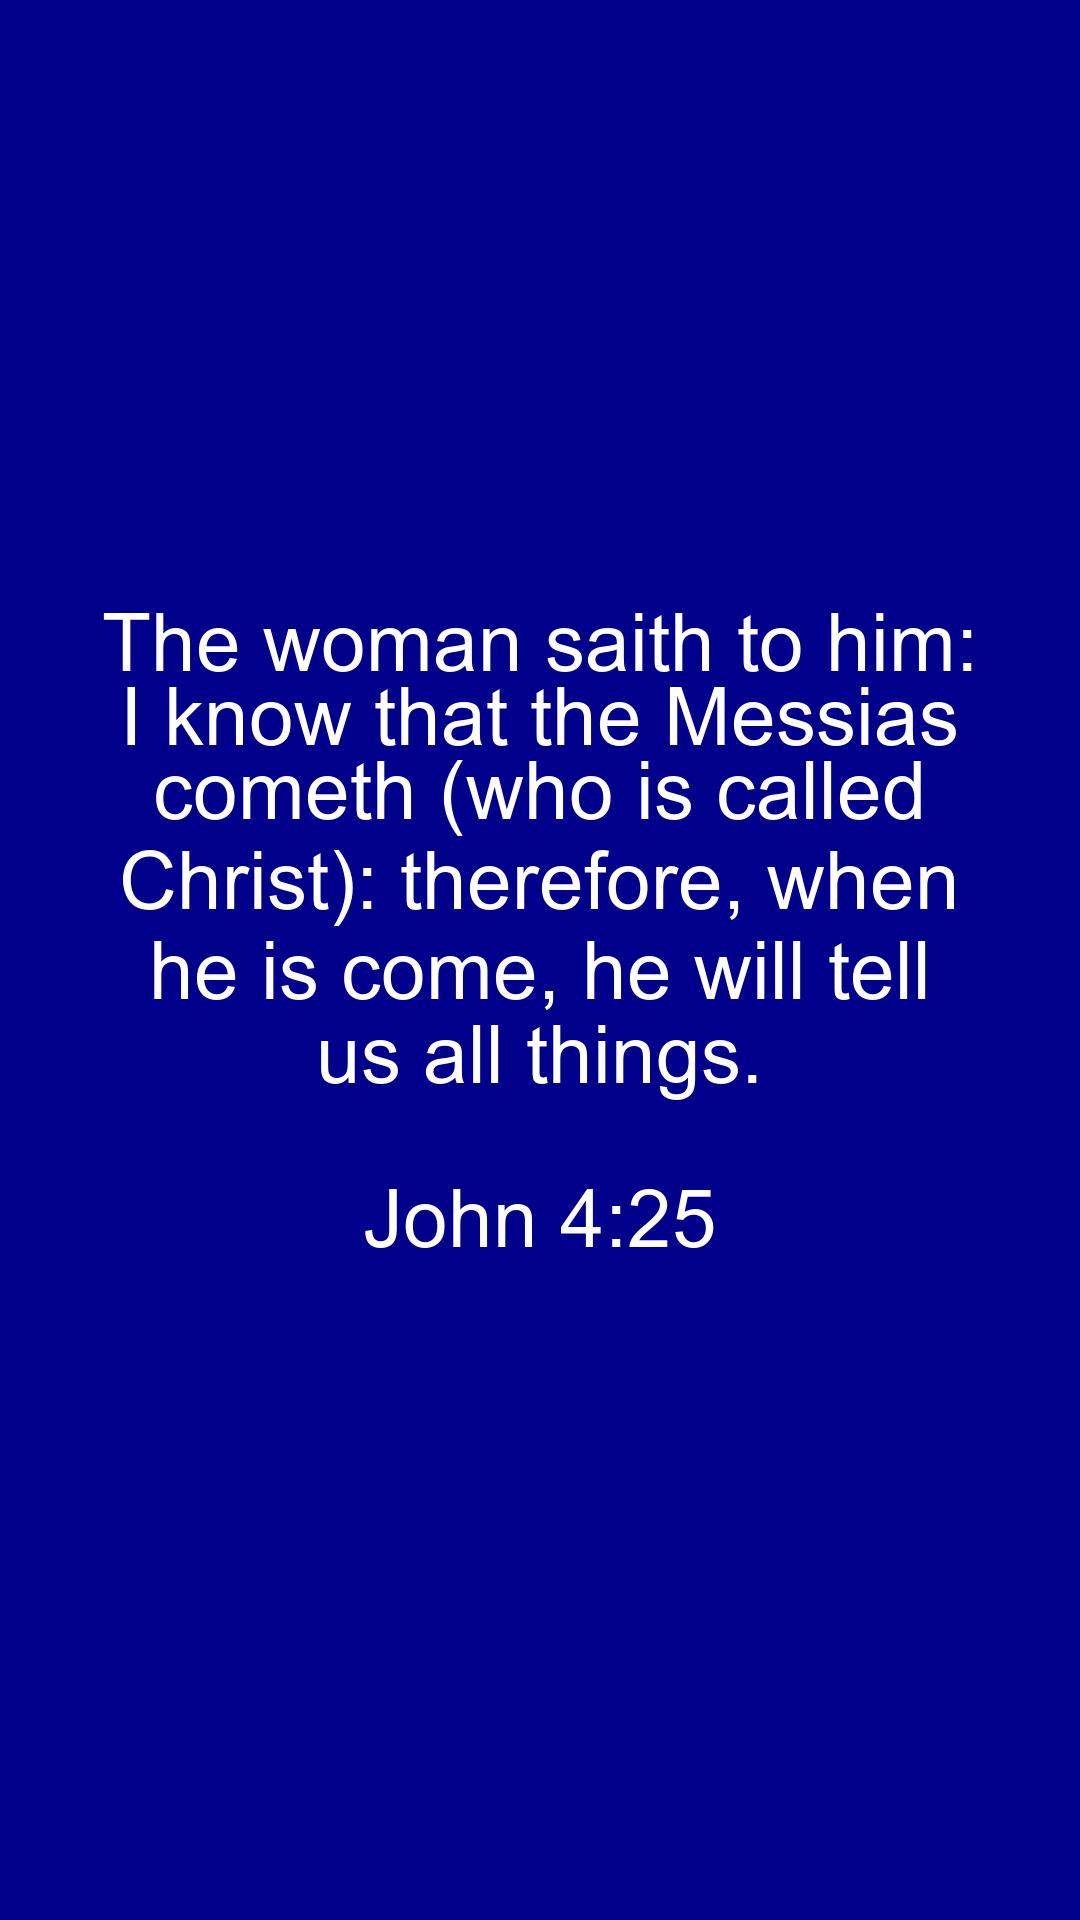 The woman saith to him:
I know that the Messias
cometh (who is called
Christ): therefore, when
he is come, he will tell
us all things.
John 4:25